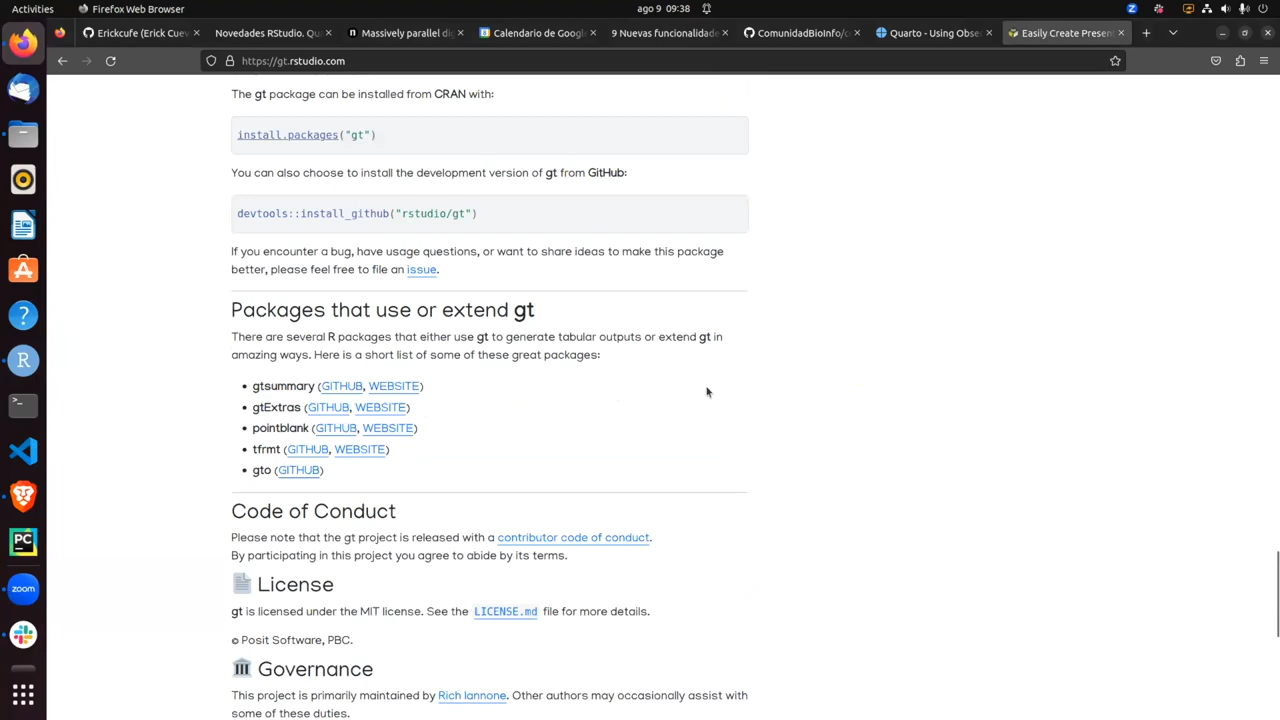 Activities
Firefox Web Browser
ago 9 09:38
Erickcufe (Erick Cuev
Novedades RStudio. Qu
Massively parallel dig
Calendario de Google
9 Nuevas funcionalidade
ComunidadBioInfo/c
Quarto - Using Obse
Easily Create Presen
https://gt.rstudio.com
The gt package can be installed from CRAN with:
install.packages("gt")
You can also choose to install the development version of gt from GitHub:
devtools::install_github("rstudio/gt")
If you encounter a bug, have usage questions, or want to share ideas to make this package
better, please feel free to file an issue.
Packages that use or extend gt
There are several R packages that either use gt to generate tabular outputs or extend gt in
amazing ways. Here is a short list of some of these great packages:
• gtsummary (GITHUB, WEBSITE)
• gtExtras (GITHUB, WEBSITE)
• pointblank (GITHUB, WEBSITE)
• tfrmt (GITHUB, WEBSITE)
• gto (GITHUB)
Code of Conduct
Please note that the gt project is released with a contributor code of conduct.
By participating in this project you agree to abide by its terms.
License
gt is licensed under the MIT license. See the LICENSE.md file for more details.
© Posit Software, PBC.
Governance
This project is primarily maintained by Rich Iannone. Other authors may occasionally assist with
some of these duties.
R
PC
zoom